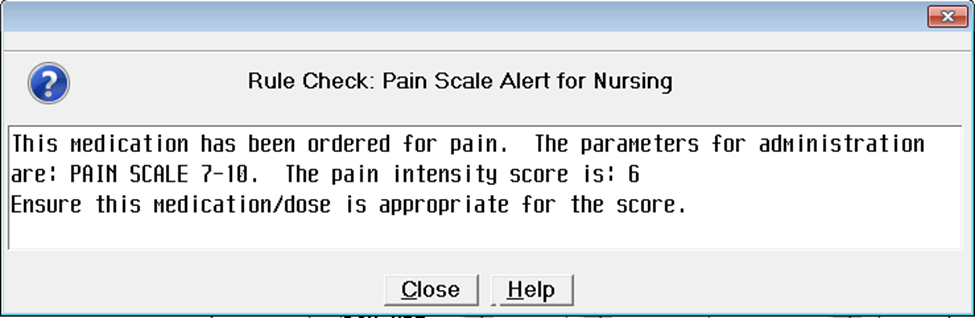 Rule Check: Pain Scale Alert for Nursing
This medication has been ordered for pain.  The parameters for administration
are: PAIN SCALE 7-10.  The pain intensity score is: 6
Ensure this medication/dose is appropriate for the score.
Close Help